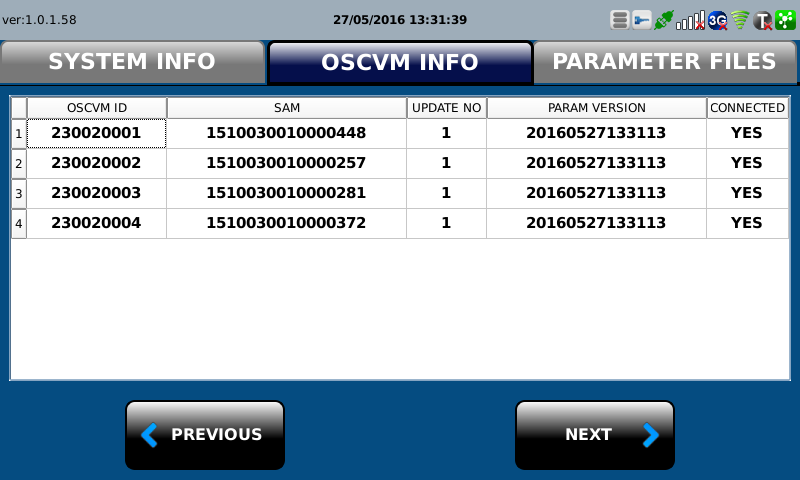 ver:1.0.1.58 27/05/2016 13:31:39 3G T
SYSTEM INFO OSCVM INFO PARAMETER FILES
OSCVM ID SAM UPDATE NO PARAM VERSION CONNECTED
1 230020001 1510030010000448 1 20160527133113 YES
2 230020002 1510030010000257 1 20160527133113 YES
3 230020003 1510030010000281 1 20160527133113 YES
4 230020004 1510030010000372 1 20160527133113 YES
PREVIOUS NEXT